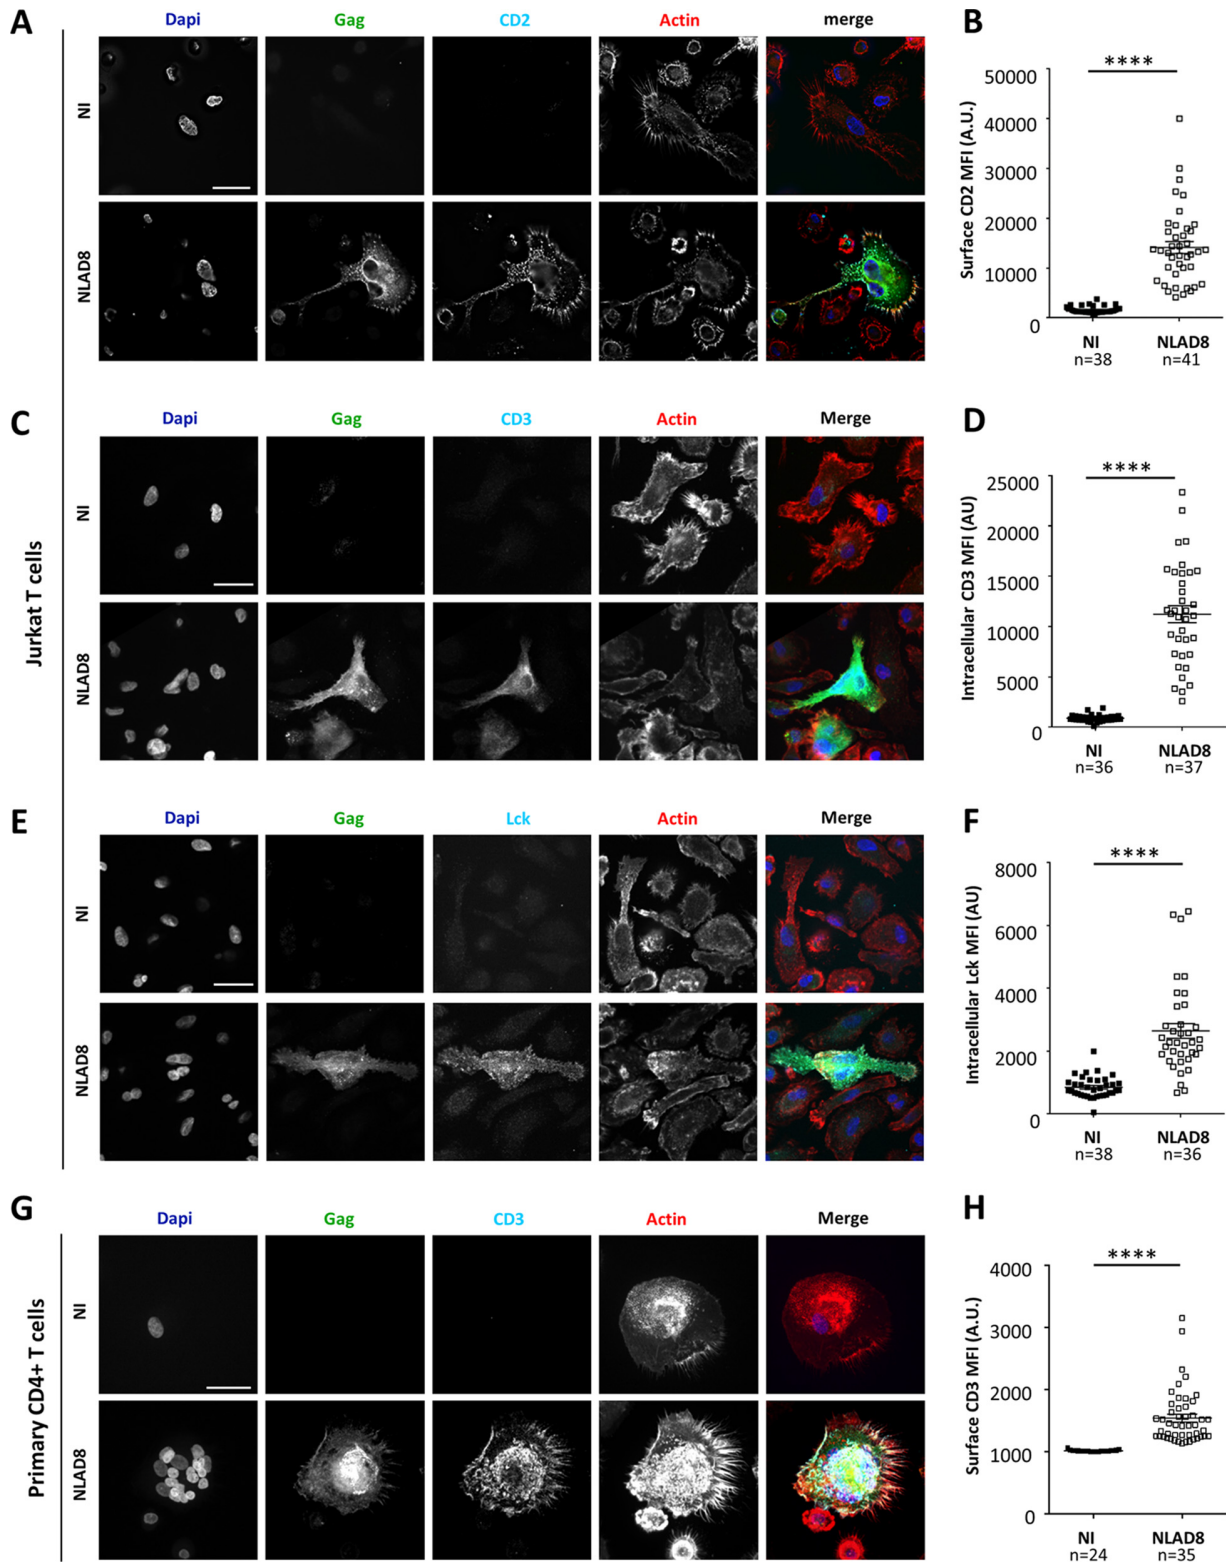 A
Dapi Gag CD2 Actin merge
NI
NLAD8
B
Surface CD2 MFI (A.U.)
****
50000
40000
30000
20000
10000
0
NI NLAD8
n=38 n=41
Jurkat T cells
C
Dapi Gag CD3 Actin Merge
NI
NLAD8
D
Intracellular CD3 MFI (AU)
****
25000
20000
15000
10000
5000
0
NI NLAD8
n=36 n=37
E
Dapi Gag Lck Actin Merge
NI
NLAD8
F
Intracellular Lck MFI (AU)
****
8000
6000
4000
2000
0
NI NLAD8
n=38 n=36
Primary CD4+ T cells
G
Dapi Gag CD3 Actin Merge
NI
NLAD8
H
Surface CD3 MFI (A.U.)
****
4000
3000
2000
1000
0
NI NLAD8
n=24 n=35